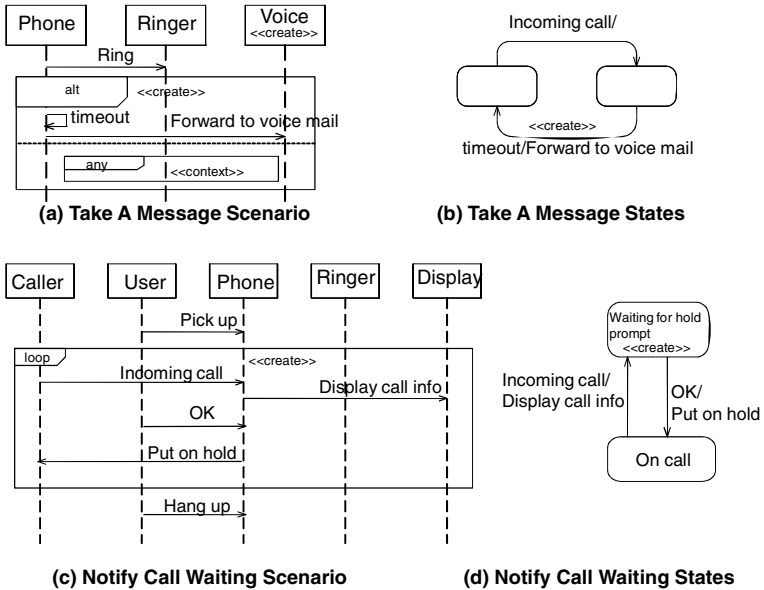 Phone
Ringer
Voice
<<create>>
Ring
alt
<<create>>
timeout
Forward to voice mail
any
<<context>>
(a) Take A Message Scenario
Incoming call/
<<create>>
timeout/Forward to voice mail
(b) Take A Message States
Caller
User
Phone
Ringer
Display
Pick up
loop
<<create>>
Incoming call
Display call info
OK
Put on hold
Hang up
(c) Notify Call Waiting Scenario
Waiting for hold
prompt
<<create>>
Incoming call/
Display call info
OK/
Put on hold
On call
(d) Notify Call Waiting States